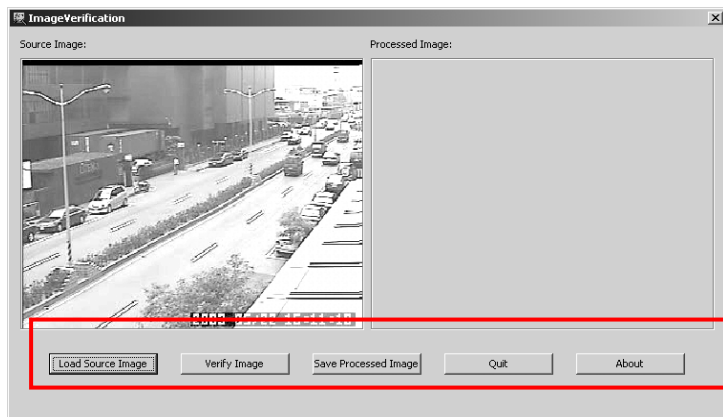 ImageVerification
Source Image:
Processed Image:
Load Source Image
Verify Image
Save Processed Image
Quit
About